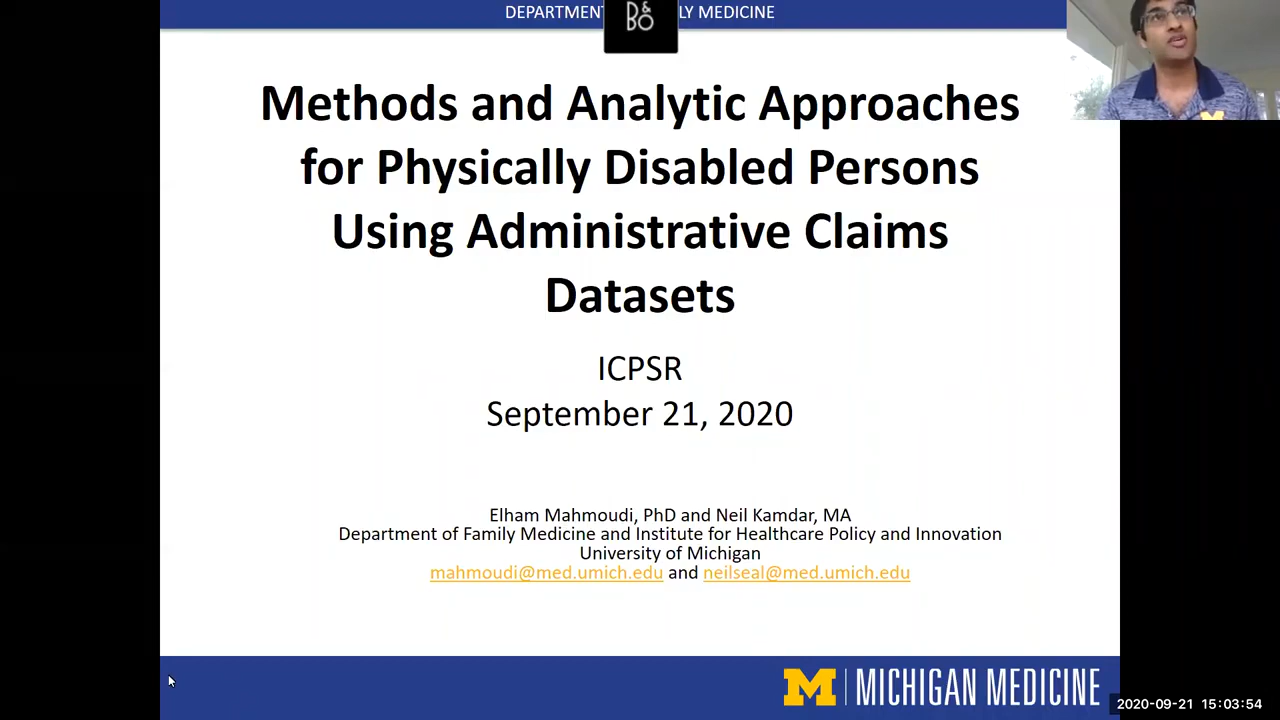 DEPARTMENT LY MEDICINE
B&
BO
Methods and Analytic Approaches
for Physically Disabled Persons
Using Administrative Claims
Datasets
ICPSR
September 21, 2020
Elham Mahmoudi, PhD and Neil Kamdar, MA
Department of Family Medicine and Institute for Healthcare Policy and Innovation
University of Michigan
mahmoudi@med.umich.edu and neilseal@med.umich.edu
M | MICHIGAN MEDICINE
2020-09-21 15:03:54